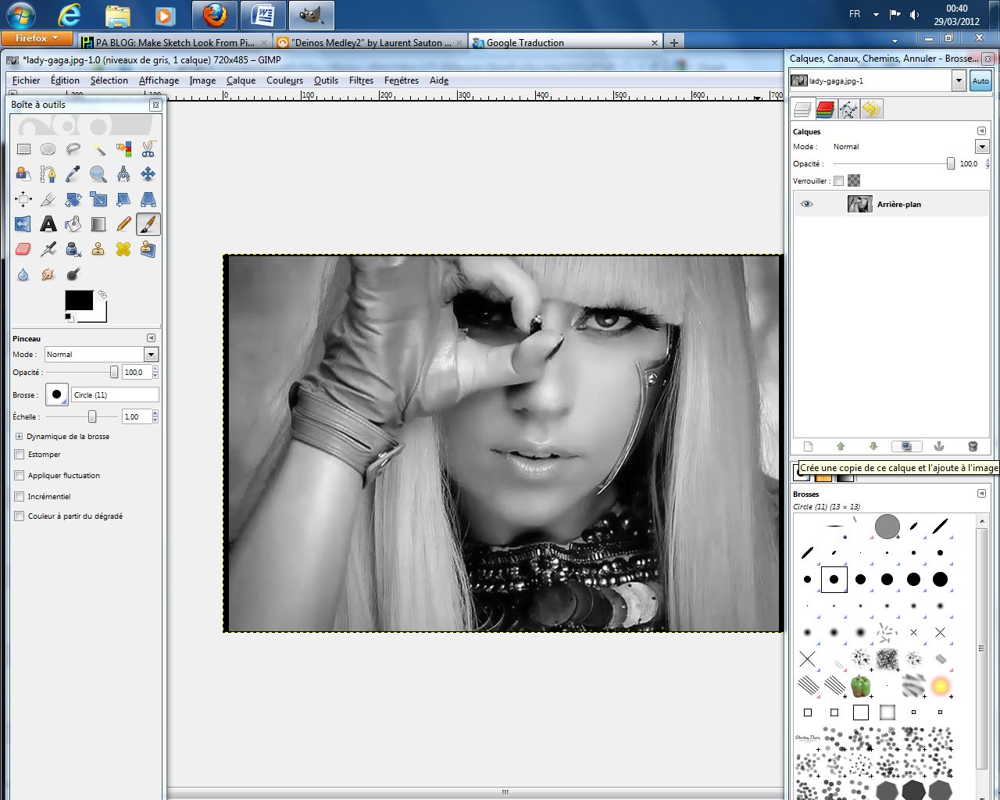 FR
00:40
29/03/2012
Firefox
PA BLOG: Make Sketch Look From Pi...
"Deinos Medley2" by Laurent Sauton ...
Google Traduction
*lady-gaga.jpg-1.0 (niveaux de gris, 1 calque) 720x485 – GIMP
Fichier Édition Sélection Affichage Image Calque Couleurs Outils Filtres Fenêtres Aide
0 100 200 300 400 500 600 700
Boîte à outils
Pinceau
Mode : Normal
Opacité : 100,0
Brosse : Circle (11)
Échelle : 1,00
Dynamique de la brosse
Estomper
Appliquer fluctuation
Incrémentiel
Couleur à partir du dégradé
Calques, Canaux, Chemins, Annuler - Brosse...
lady-gaga.jpg-1
Auto
Calques
Mode : Normal
Opacité : 100,0
Verrouiller :
Arrière-plan
Crée une copie de ce calque et l'ajoute à l'image
Brosses
Circle (11) (13 × 13)